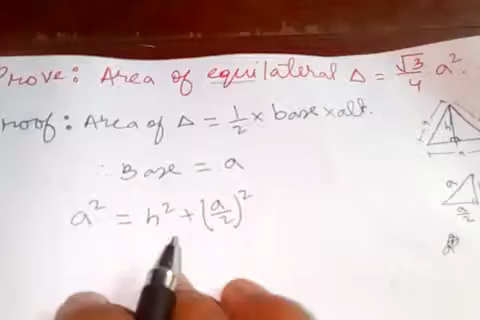 Prove: Area of equilateral Δ = √3/4 a².
Proof: Area of Δ = 1/2 × base × alt.
∴ Base = a
a² = h² + (a/2)²
h
a
a/2